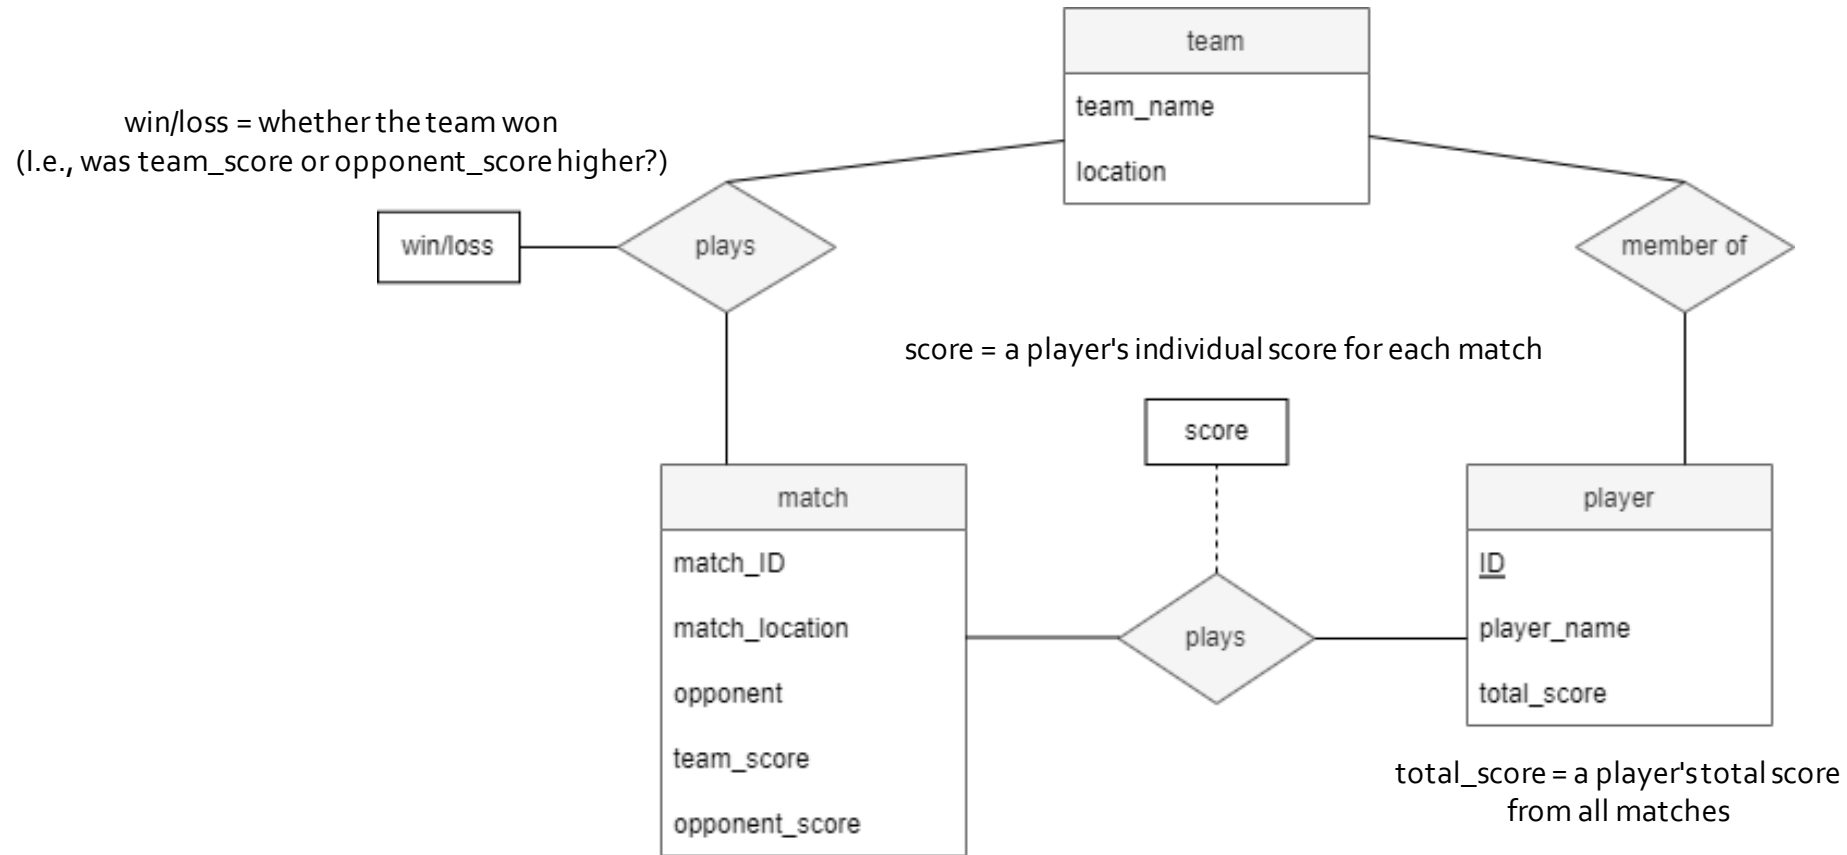 team
team_name
location
win/loss = whether the team won
(I.e., was team_score or opponent_score higher?)
win/loss
plays
member of
score = a player's individual score for each match
score
match
match_ID
match_location
opponent
team_score
opponent_score
plays
player
ID
player_name
total_score
total_score = a player's total score
from all matches